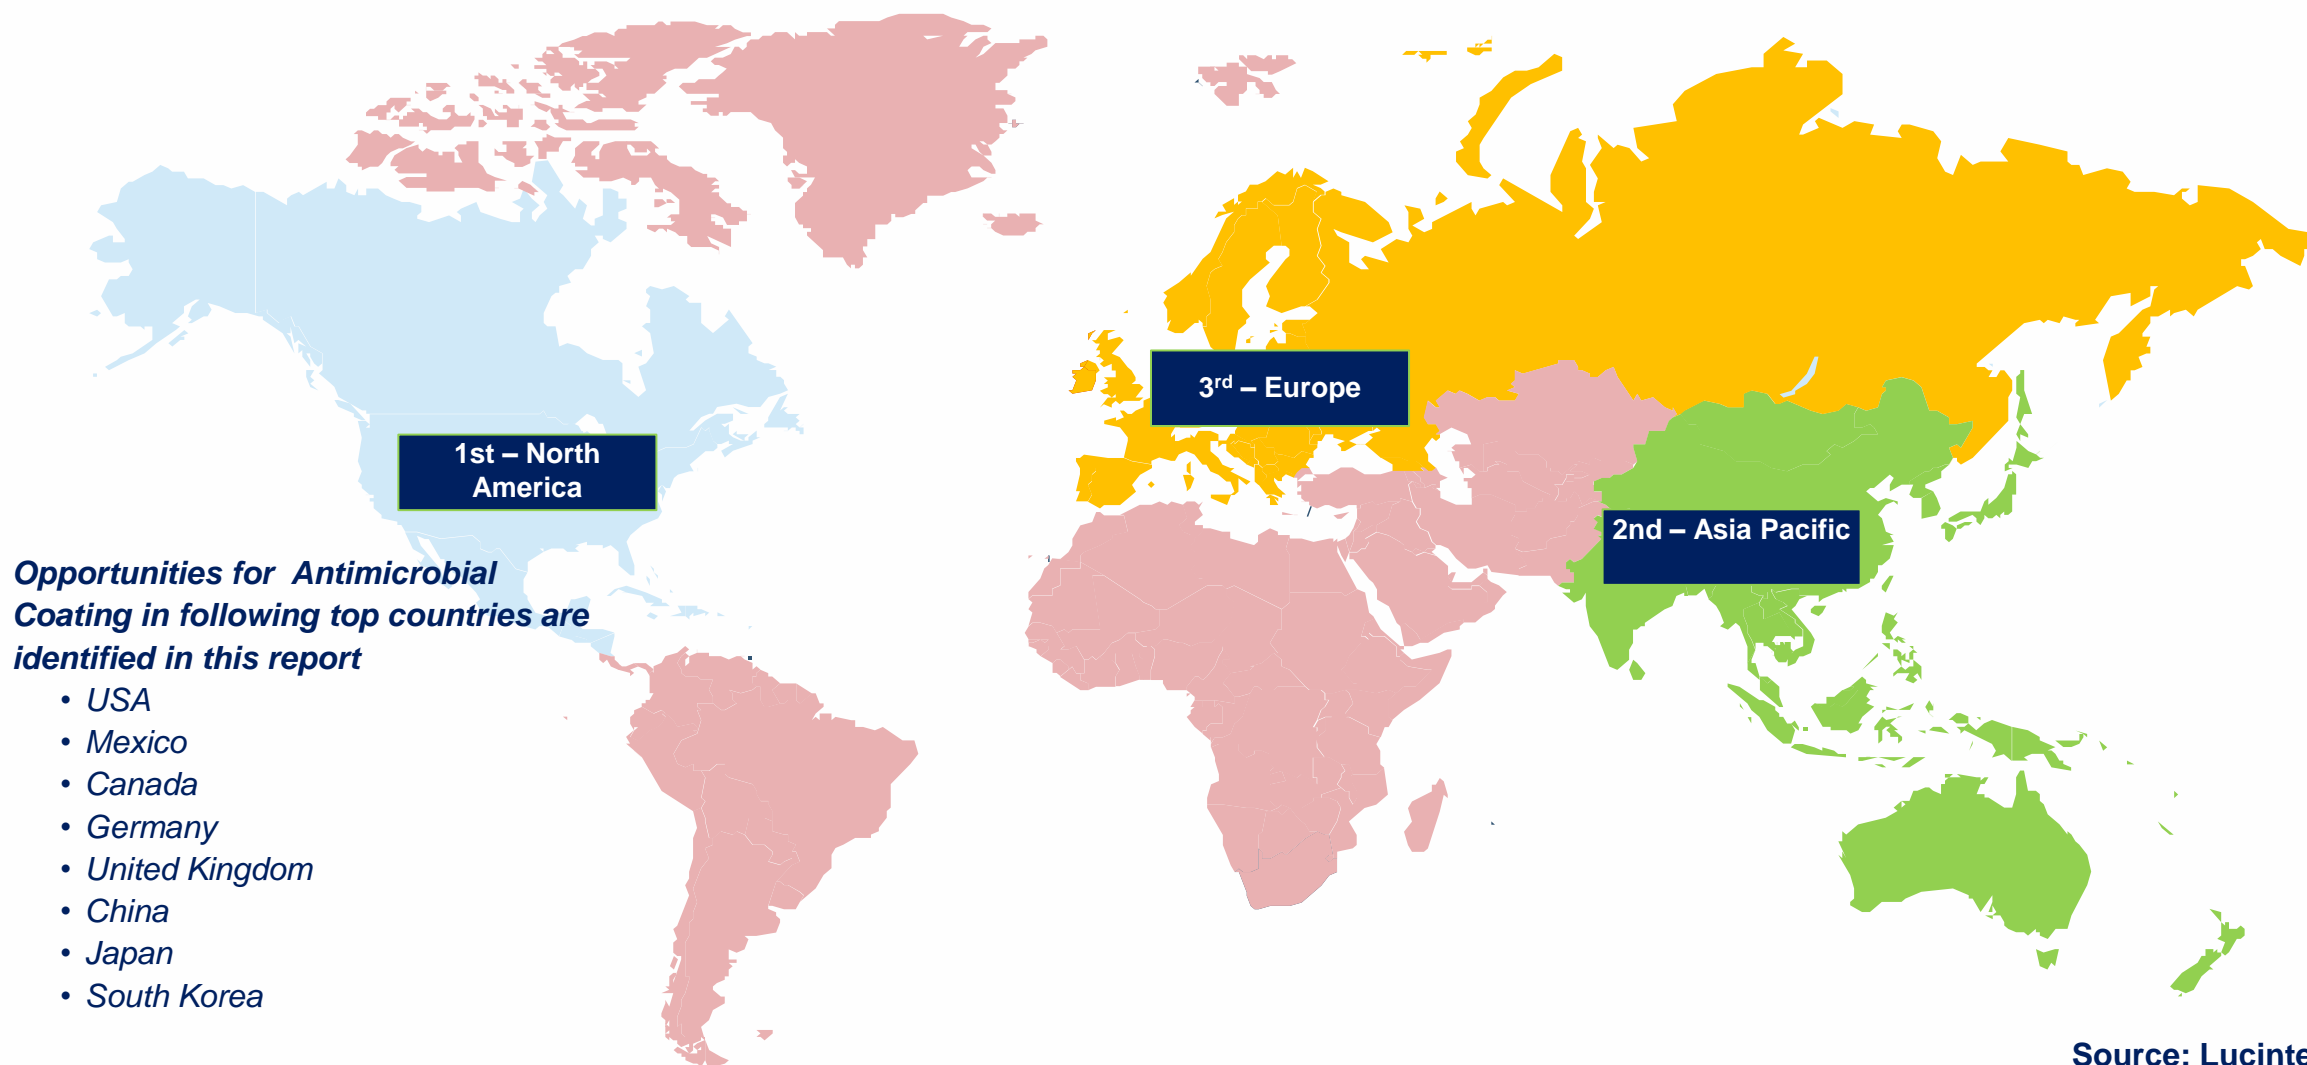 3rd – Europe
1st – North
America
2nd – Asia Pacific
Opportunities for  Antimicrobial
Coating in following top countries are
identified in this report
• USA
• Mexico
• Canada
• Germany
• United Kingdom
• China
• Japan
• South Korea
Source: Lucinte